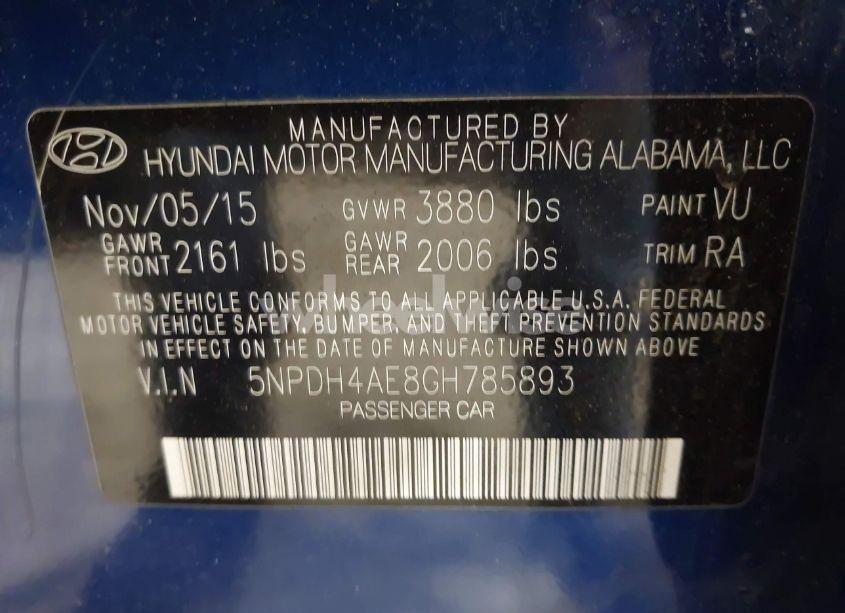 MANUFACTURED BY
HYUNDAI MOTOR MANUFACTURING ALABAMA, LLC
Nov/05/15 GVWR 3880 lbs PAINT VU
GAWR FRONT 2161 lbs GAWR REAR 2006 lbs TRIM RA
THIS VEHICLE CONFORMS TO ALL APPLICABLE U.S.A. FEDERAL
MOTOR VEHICLE SAFETY, BUMPER, AND THEFT PREVENTION STANDARDS
IN EFFECT ON THE DATE OF MANUFACTURE SHOWN ABOVE
V.I.N 5NPDH4AE8GH785893
PASSENGER CAR